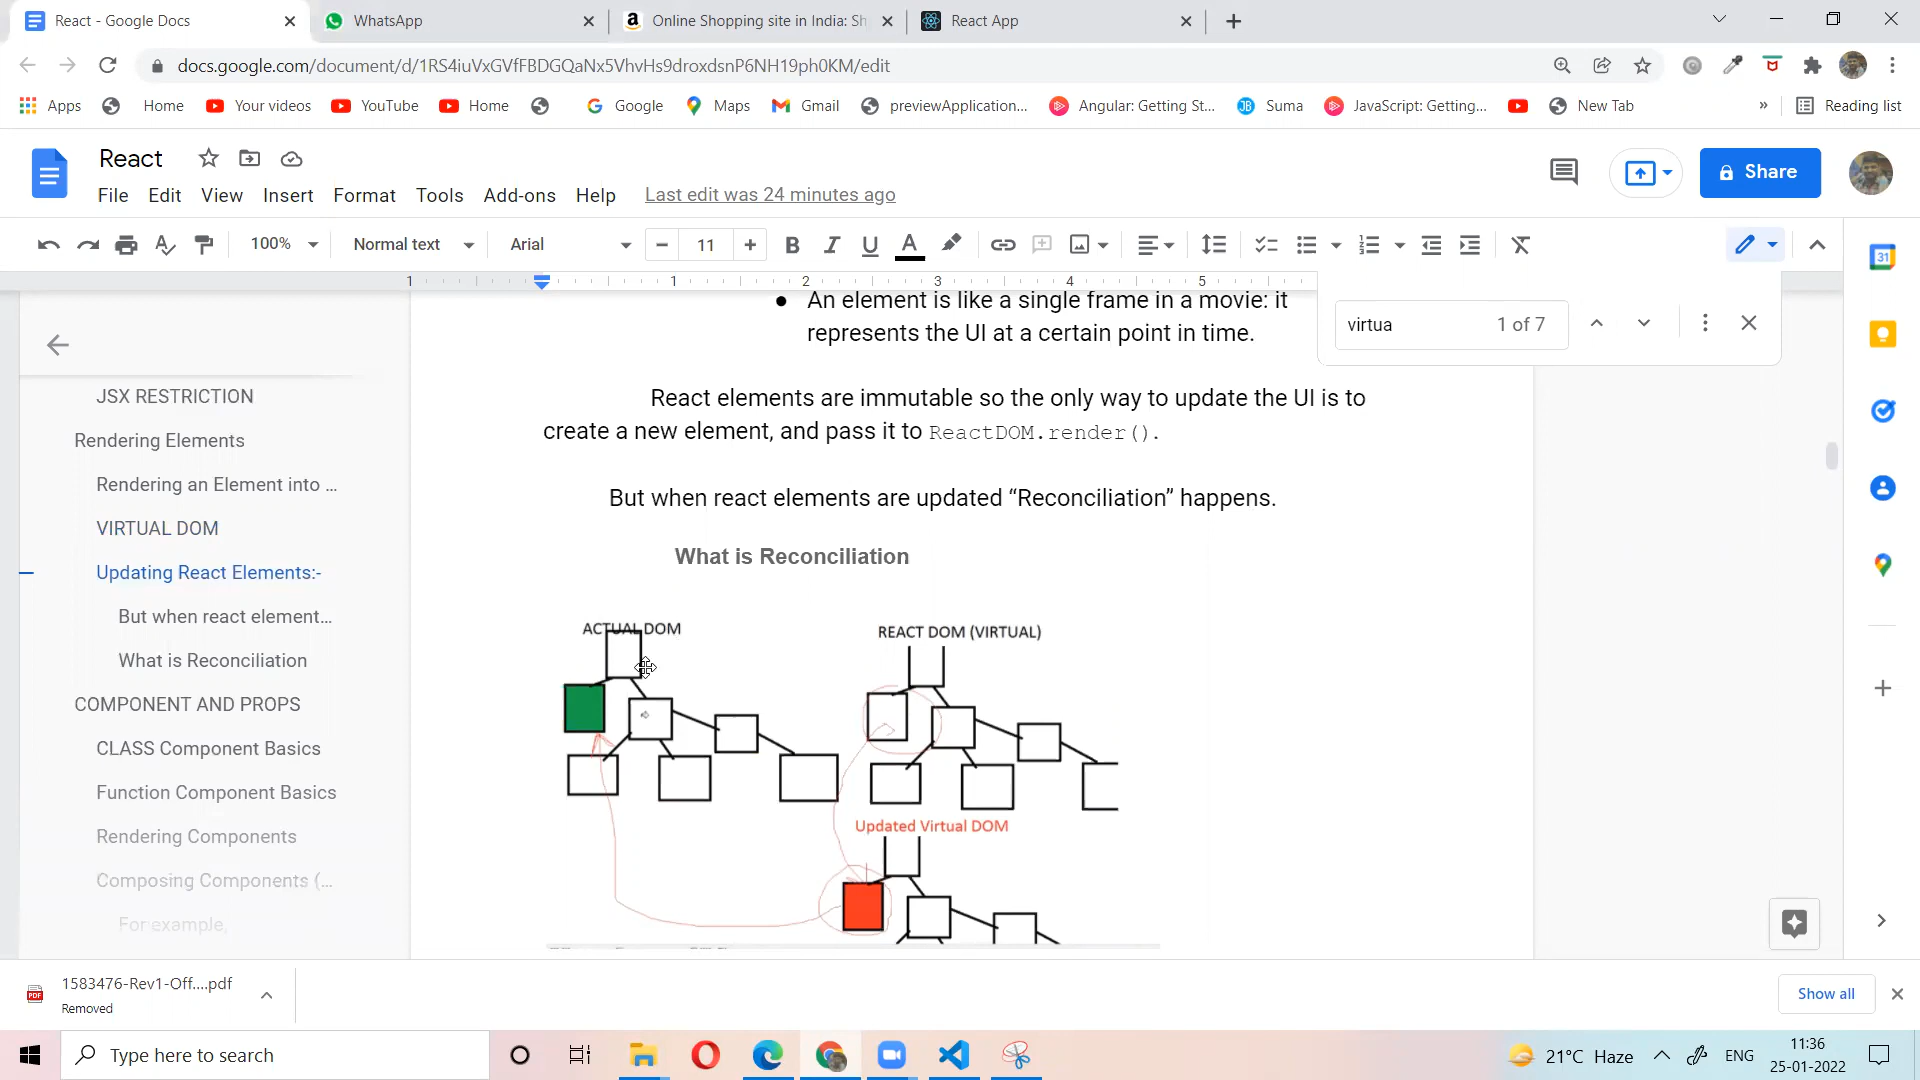 React - Google Docs
WhatsApp
Online Shopping site in India: Sh
React App
docs.google.com/document/d/1RS4iuVxGVfFBDGQaNx5VhvHs9droxdsnP6NH19ph0KM/edit
Apps
Home
Your videos
YouTube
Home
Google
Maps
Gmail
previewApplication...
Angular: Getting St...
Suma
JavaScript: Getting...
New Tab
»
Reading list
React
Share
File Edit View Insert Format Tools Add-ons Help Last edit was 24 minutes ago
100% Normal text Arial 11
1 1 2 3 4 5
virtua 1 of 7
JSX RESTRICTION
Rendering Elements
Rendering an Element into ...
VIRTUAL DOM
Updating React Elements:-
But when react element...
What is Reconciliation
COMPONENT AND PROPS
CLASS Component Basics
Function Component Basics
Rendering Components
Composing Components (...
For example,
● An element is like a single frame in a movie: it
represents the UI at a certain point in time.
React elements are immutable so the only way to update the UI is to
create a new element, and pass it to ReactDOM.render().
But when react elements are updated “Reconciliation” happens.
What is Reconciliation
ACTUAL DOM
REACT DOM (VIRTUAL)
Updated Virtual DOM
31
1583476-Rev1-Off....pdf
Removed
Show all
Type here to search
21°C Haze
ENG
11:36
25-01-2022